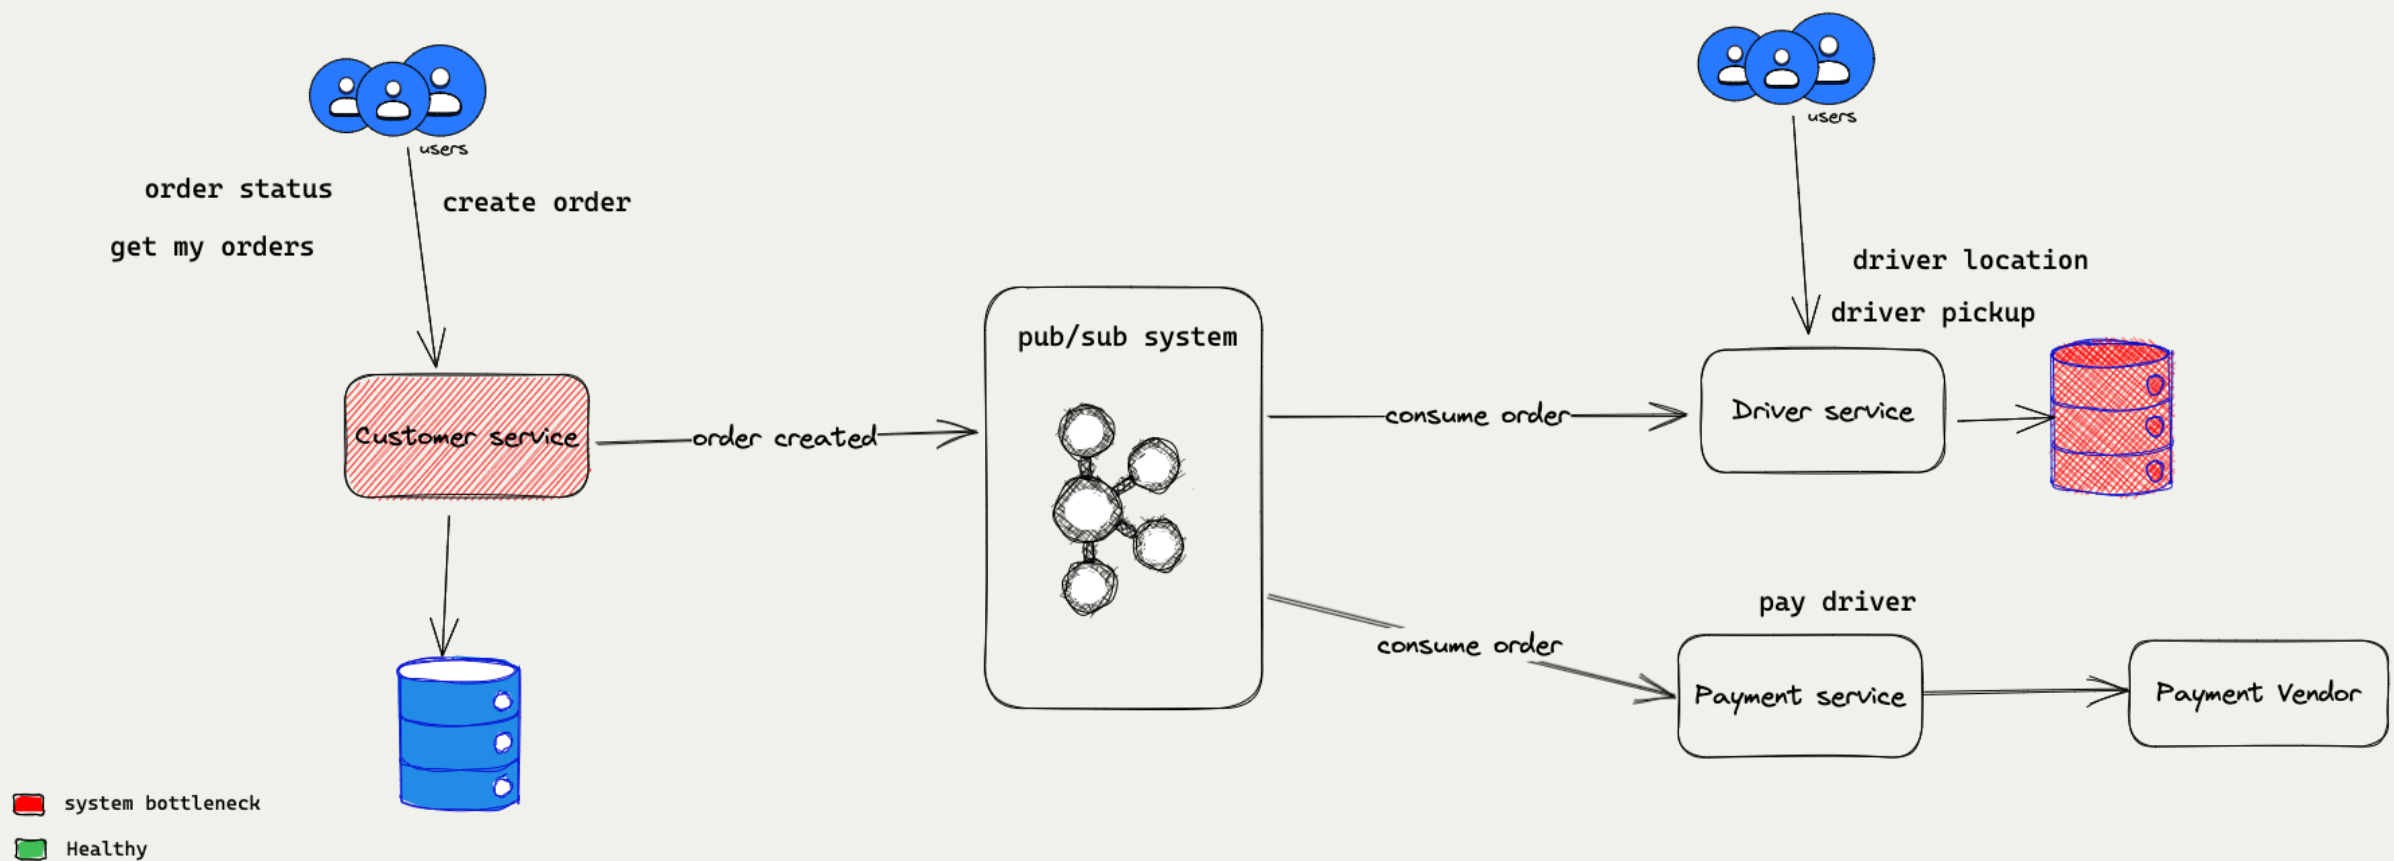 users
users
order status
create order
get my orders
driver location
driver pickup
pub/sub system
Customer service
order created
consume order
Driver service
pay driver
consume order
Payment service
Payment Vendor
system bottleneck
Healthy